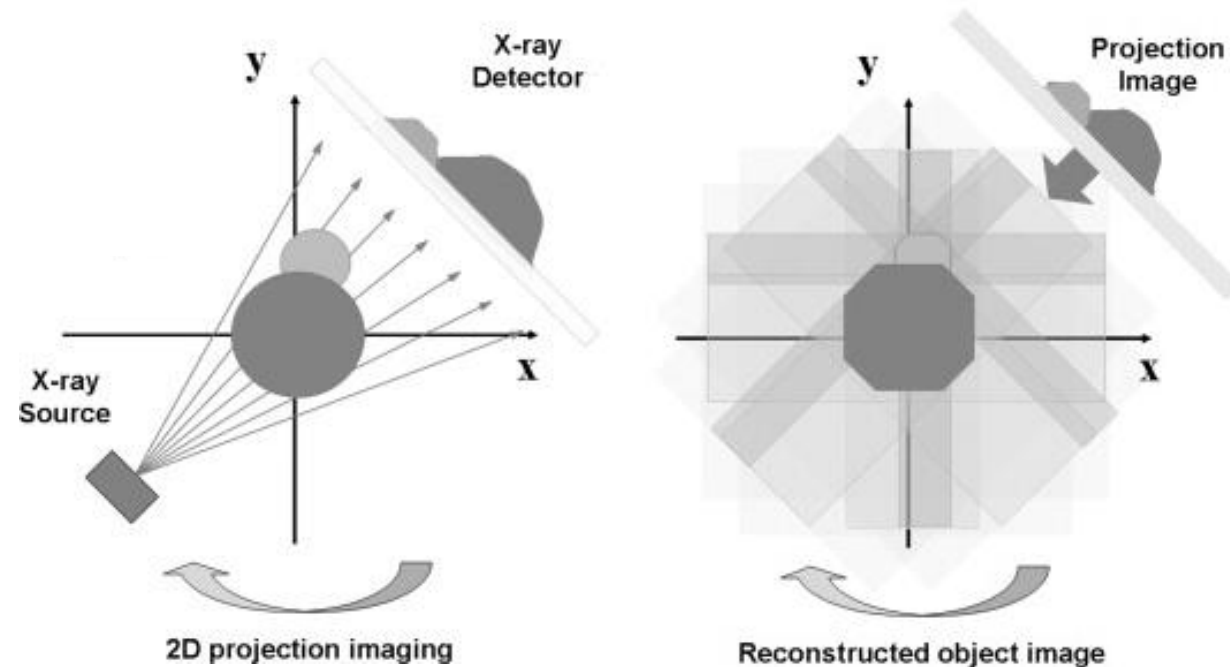 X-ray
Detector
y
x
X-ray
Source
2D projection imaging
Projection
Image
y
x
Reconstructed object image